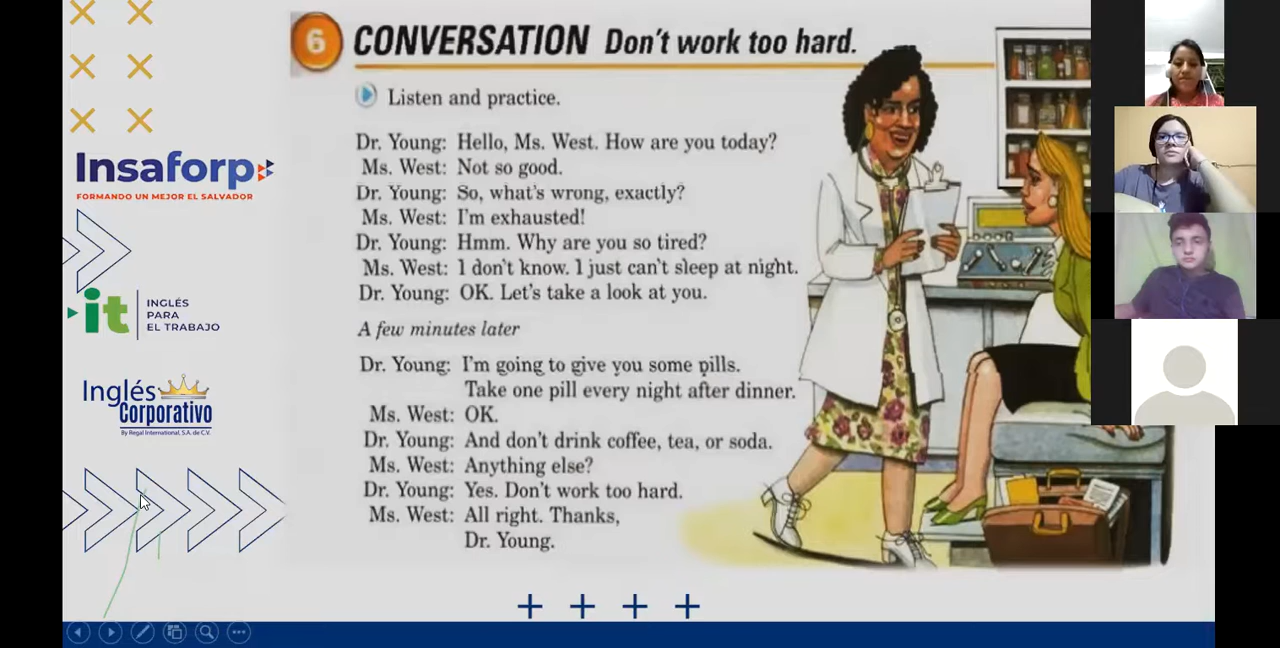 6 CONVERSATION Don't work too hard.
Listen and practice.
Dr. Young: Hello, Ms. West. How are you today?
Ms. West: Not so good.
Dr. Young: So, what's wrong, exactly?
Ms. West: I'm exhausted!
Dr. Young: Hmm. Why are you so tired?
Ms. West: I don't know. I just can't sleep at night.
Dr. Young: OK. Let's take a look at you.
A few minutes later
Dr. Young: I'm going to give you some pills.
Take one pill every night after dinner.
Ms. West: OK.
Dr. Young: And don't drink coffee, tea, or soda.
Ms. West: Anything else?
Dr. Young: Yes. Don't work too hard.
Ms. West: All right. Thanks,
Dr. Young.
Insaforp
FORMANDO UN MEJOR EL SALVADOR
it
INGLÉS
PARA
EL TRABAJO
Inglés
Corporativo
By Regal International, S.A. de C.V.